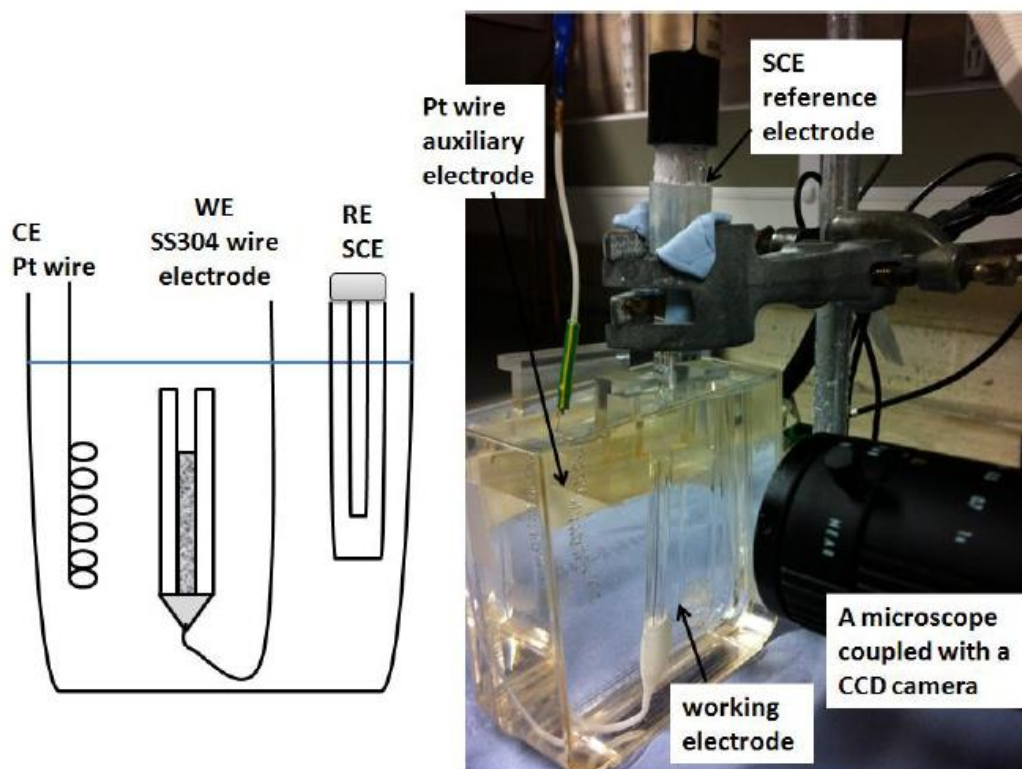 CE
Pt wire
WE
SS304 wire
electrode
RE
SCE
Pt wire
auxiliary
electrode
SCE
reference
electrode
NEAR
working
electrode
A microscope
coupled with a
CCD camera